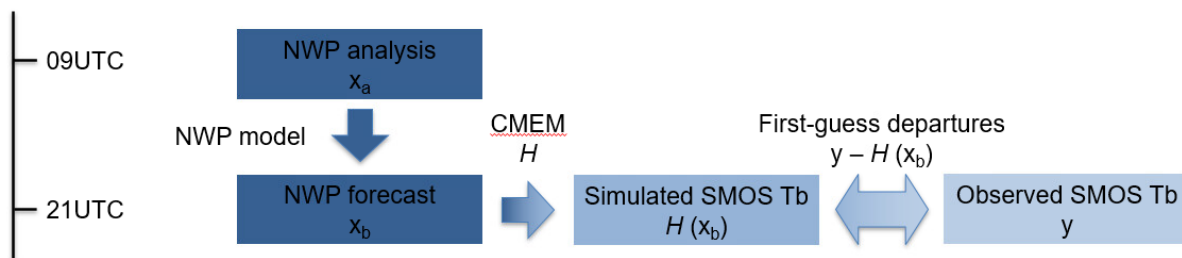 09UTC
NWP analysis
xa
NWP model
CMEM
H
First-guess departures
y – H (xb)
21UTC
NWP forecast
xb
Simulated SMOS Tb
H (xb)
Observed SMOS Tb
y